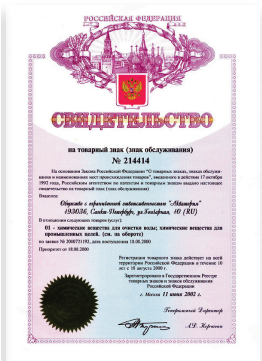 РОССИЙСКАЯ ФЕДЕРАЦИЯ
СВИДЕТЕЛЬСТВО
на товарный знак (знак обслуживания)
№ 214414
На основании Закона Российской Федерации "О товарных знаках, знаках обслужи-
вания и наименованиях мест происхождения товаров", введенного в действие 17 октября
1992 года, Российским агентством по патентам и товарным знакам выдано настоящее
свидетельство на товарный знак (знак обслуживания)
Общество с ограниченной ответственностью
193036, Санкт-Петербург, ул. 10 (RU)
В отношении следующих товаров (услуг):
01 - химические вещества для очистки воды; химические вещества для
промышленных целей. (см. на обороте)
по заявке № 2000721192, дата поступления 18.08.2000
Приоритет от 18.08.2000
Регистрация товарного знака действует на всей
территории Российской Федерации в течение 10
лет с 18 августа 2000 г.
Зарегистрировано в Государственном Реестре
товарных знаков и знаков обслуживания
Российской Федерации
г. Москва 11 июня 2002 г.
Генеральный Директор
А.Д. Корчагин